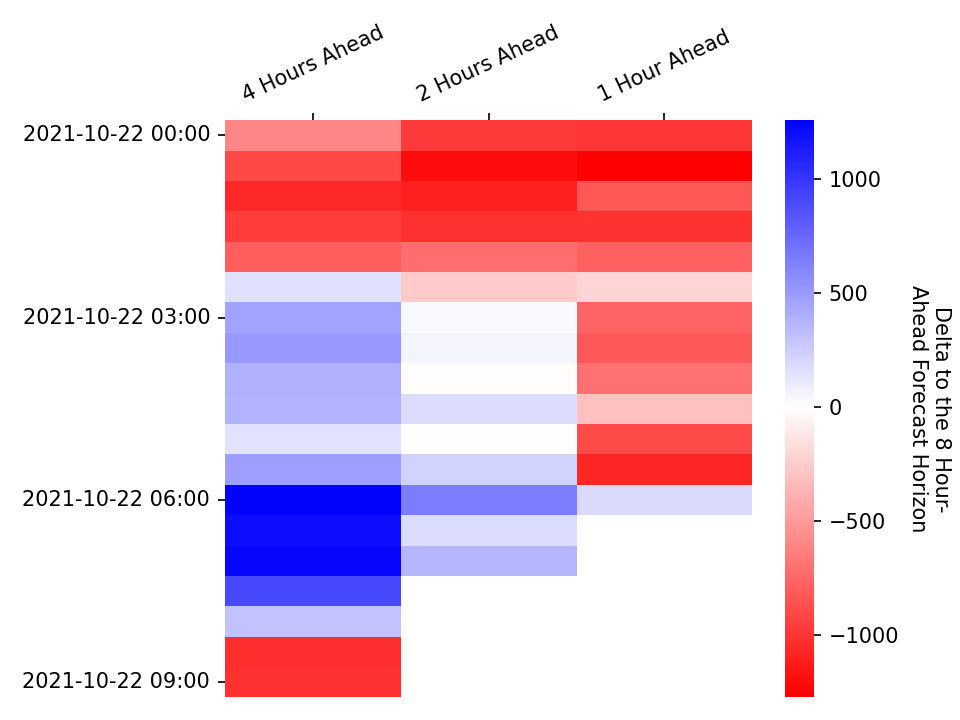 4 Hours Ahead
2 Hours Ahead
1 Hour Ahead
2021-10-22 00:00
2021-10-22 03:00
2021-10-22 06:00
2021-10-22 09:00
1000
500
0
−500
−1000
Delta to the 8 Hour-
Ahead Forecast Horizon